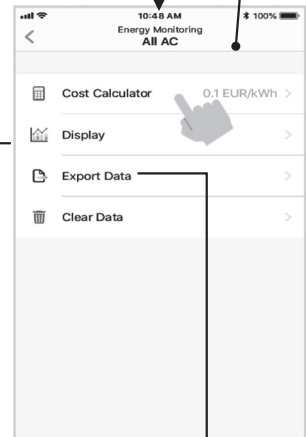 10:48 AM 100%
Energy Monitoring
All AC
Cost Calculator 0.1 EUR/kWh
Display
Export Data
Clear Data